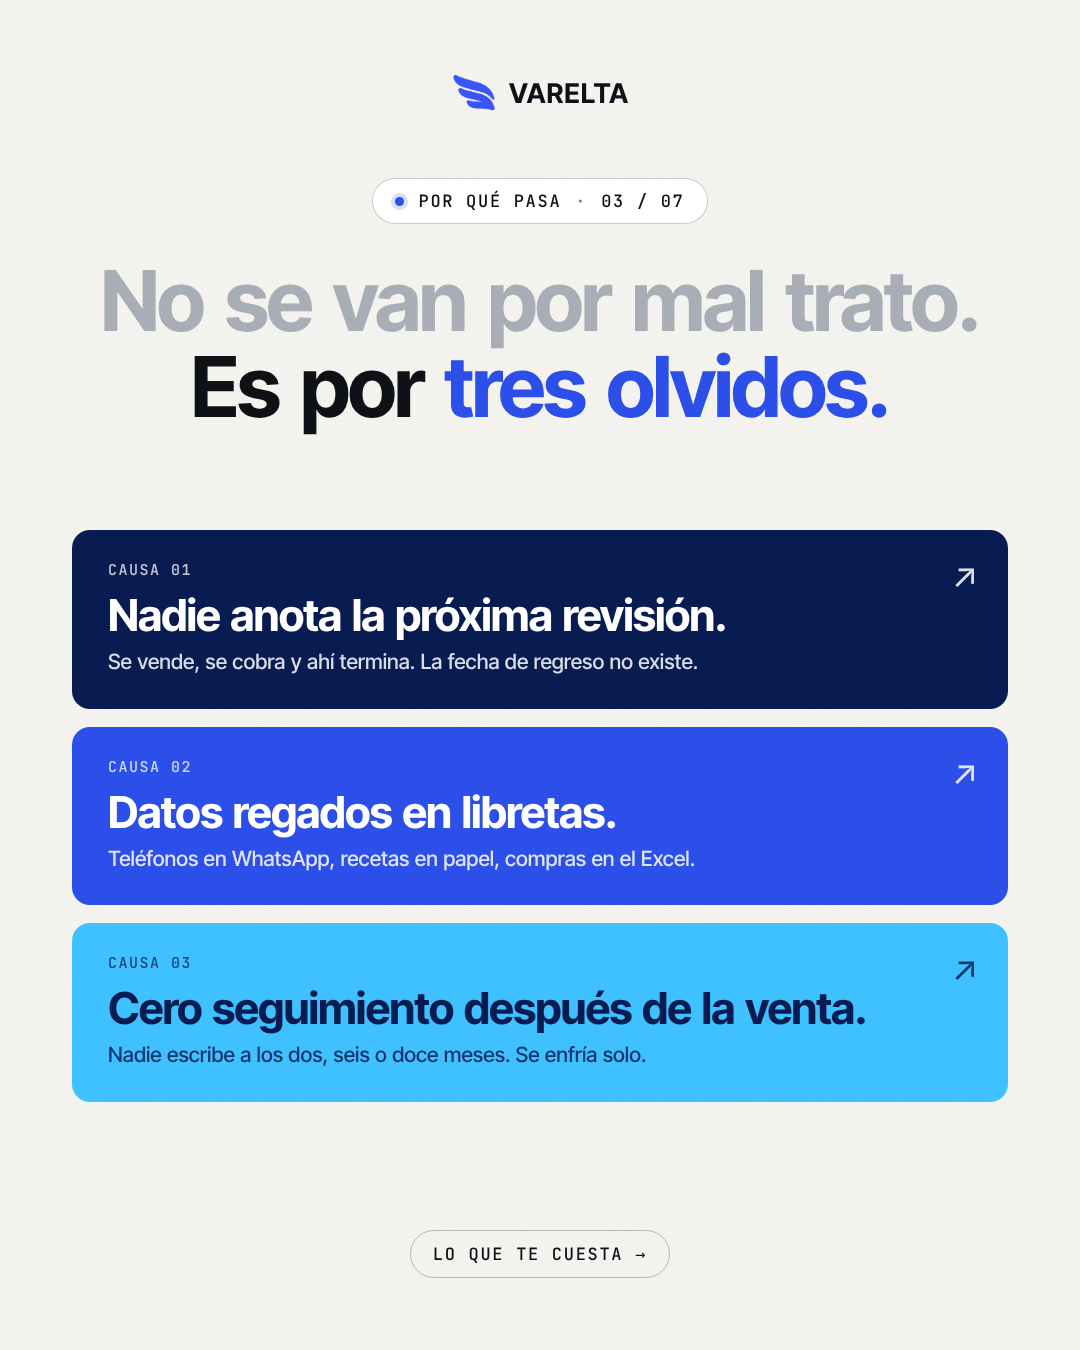 VARELTA
POR QUÉ PASA · 03 / 07
No se van por mal trato.
Es por tres olvidos.
CAUSA 01
Nadie anota la próxima revisión.
Se vende, se cobra y ahí termina. La fecha de regreso no existe.
CAUSA 02
Datos regados en libretas.
Teléfonos en WhatsApp, recetas en papel, compras en el Excel.
CAUSA 03
Cero seguimiento después de la venta.
Nadie escribe a los dos, seis o doce meses. Se enfría solo.
LO QUE TE CUESTA →